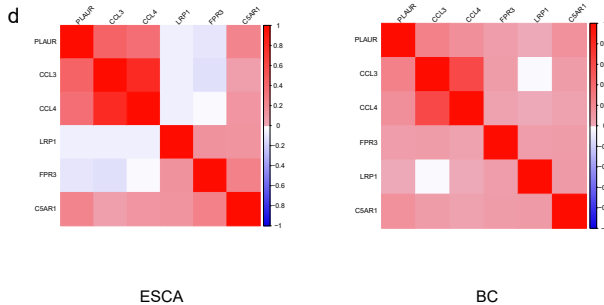 d
PLAUR CCL3 CCL4 LRP1 FPR3 C5AR1
PLAUR
CCL3
CCL4
LRP1
FPR3
C5AR1
1
0.8
0.6
0.4
0.2
0
−0.2
−0.4
−0.6
−0.8
−1
ESCA
PLAUR CCL3 CCL4 FPR3 LRP1 C5AR1
PLAUR
CCL3
CCL4
FPR3
LRP1
C5AR1
BC